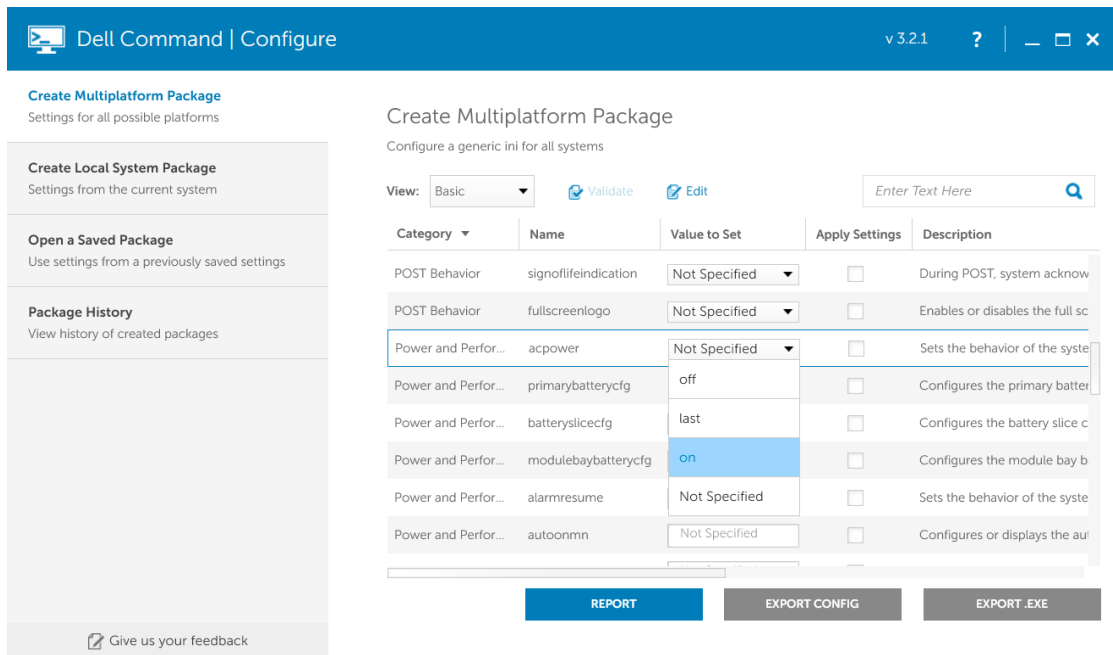 Dell Command | Configure
v 3.2.1
?
Create Multiplatform Package
Settings for all possible platforms
Create Local System Package
Settings from the current system
Open a Saved Package
Use settings from a previously saved settings
Package History
View history of created packages
Give us your feedback
Create Multiplatform Package
Configure a generic ini for all systems
View: Basic Validate Edit Enter Text Here
Category Name Value to Set Apply Settings Description
POST Behavior signoflifeindication Not Specified During POST, system acknow
POST Behavior fullscreenlogo Not Specified Enables or disables the full sc
Power and Perfor... acpower Not Specified Sets the behavior of the syste
off
Power and Perfor... primarybatterycfg Configures the primary batter
last
Power and Perfor... batteryslicecfg Configures the battery slice c
on
Power and Perfor... modulebaybatterycfg Configures the module bay b
Not Specified
Power and Perfor... alarmresume Sets the behavior of the syste
Power and Perfor... autoonmn Not Specified Configures or displays the aut
REPORT EXPORT CONFIG EXPORT .EXE